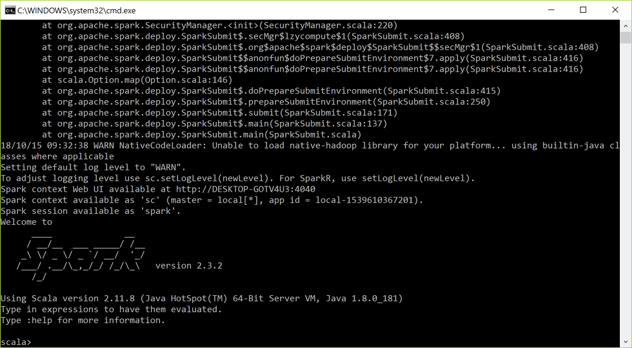 C:\WINDOWS\system32\cmd.exe
at org.apache.spark.SecurityManager.<init>(SecurityManager.scala:220)
at org.apache.spark.deploy.SparkSubmit$.secMgr$lzycompute$1(SparkSubmit.scala:408)
at org.apache.spark.deploy.SparkSubmit$.org$apache$spark$deploy$SparkSubmit$$secMgr$1(SparkSubmit.scala:408)
at org.apache.spark.deploy.SparkSubmit$$anonfun$doPrepareSubmitEnvironment$7.apply(SparkSubmit.scala:416)
at org.apache.spark.deploy.SparkSubmit$$anonfun$doPrepareSubmitEnvironment$7.apply(SparkSubmit.scala:416)
at scala.Option.map(Option.scala:146)
at org.apache.spark.deploy.SparkSubmit$.doPrepareSubmitEnvironment(SparkSubmit.scala:415)
at org.apache.spark.deploy.SparkSubmit$.prepareSubmitEnvironment(SparkSubmit.scala:250)
at org.apache.spark.deploy.SparkSubmit$.submit(SparkSubmit.scala:171)
at org.apache.spark.deploy.SparkSubmit$.main(SparkSubmit.scala:137)
at org.apache.spark.deploy.SparkSubmit.main(SparkSubmit.scala)
18/10/15 09:32:38 WARN NativeCodeLoader: Unable to load native-hadoop library for your platform... using builtin-java cl
asses where applicable
Setting default log level to "WARN".
To adjust logging level use sc.setLogLevel(newLevel). For SparkR, use setLogLevel(newLevel).
Spark context Web UI available at http://DESKTOP-GOTV4U3:4040
Spark context available as 'sc' (master = local[*], app id = local-1539610367201).
Spark session available as 'spark'.
Welcome to
Spark version 2.3.2
Using Scala version 2.11.8 (Java HotSpot(TM) 64-Bit Server VM, Java 1.8.0_181)
Type in expressions to have them evaluated.
Type :help for more information.
scala>